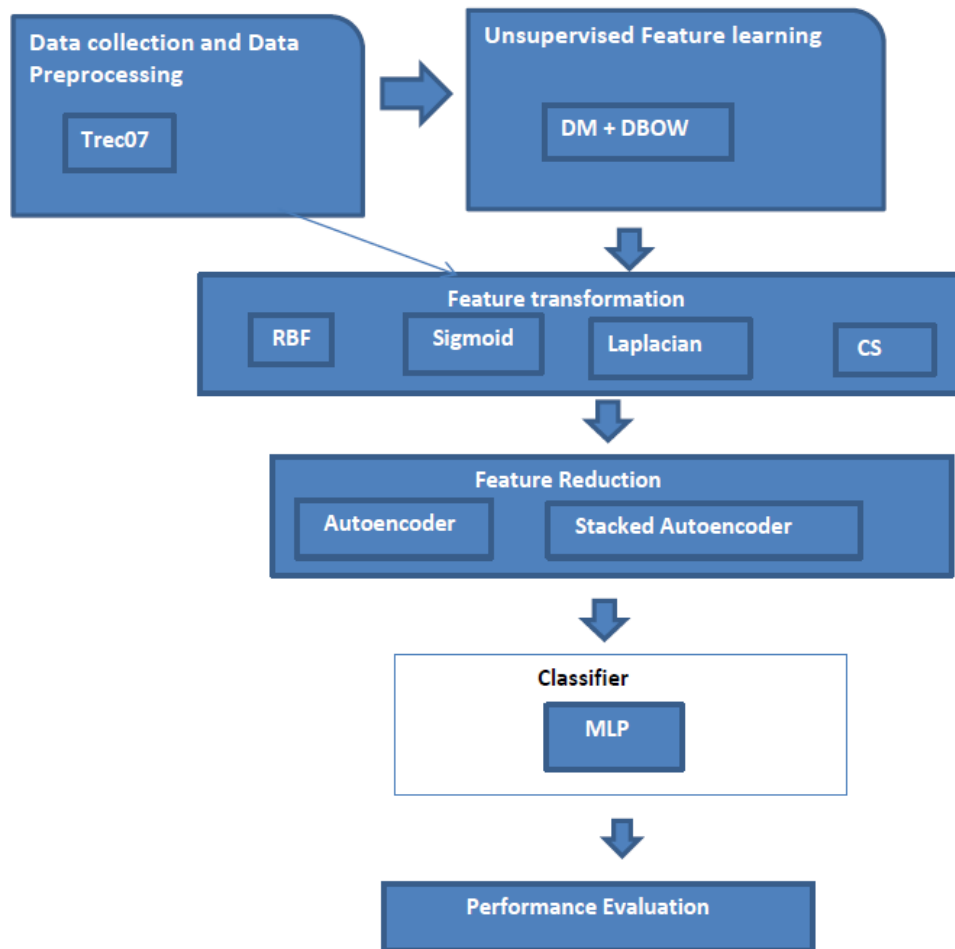 Data collection and Data
Preprocessing
Trec07
Unsupervised Feature learning
DM + DBOW
Feature transformation
RBF
Sigmoid
Laplacian
CS
Feature Reduction
Autoencoder
Stacked Autoencoder
Classifier
MLP
Performance Evaluation